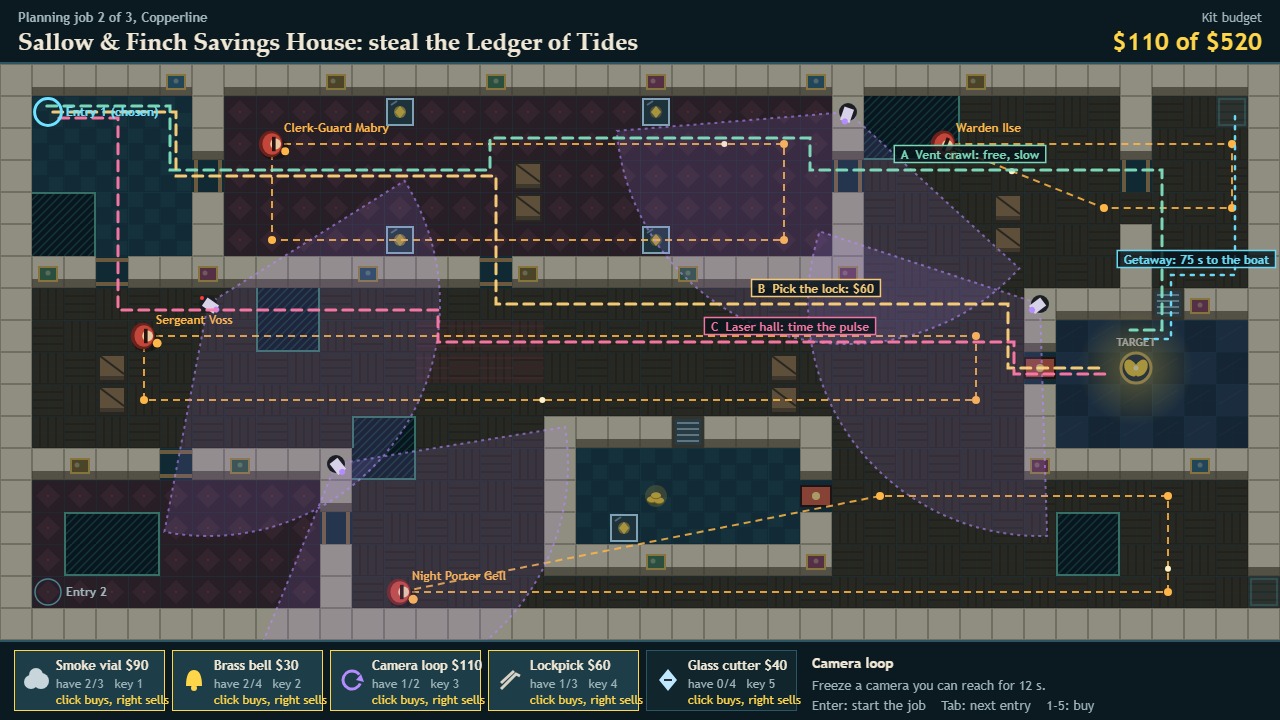 Planning job 2 of 3, Copperline
Sallow & Finch Savings House: steal the Ledger of Tides
Kit budget
$110 of $520
Entry 1 (chosen)
Clerk-Guard Mabry
Warden Ilse
A Vent crawl: free, slow
Getaway: 75 s to the boat
B Pick the lock: $60
Sergeant Voss
C Laser hall: time the pulse
TARGET
Night Porter Gell
Entry 2
Smoke vial $90
have 2/3 key 1
click buys, right sells
Brass bell $30
have 2/4 key 2
click buys, right sells
Camera loop $110
have 1/2 key 3
click buys, right sells
Lockpick $60
have 1/3 key 4
click buys, right sells
Glass cutter $40
have 0/4 key 5
click buys, right sells
Camera loop
Freeze a camera you can reach for 12 s.
Enter: start the job Tab: next entry 1-5: buy